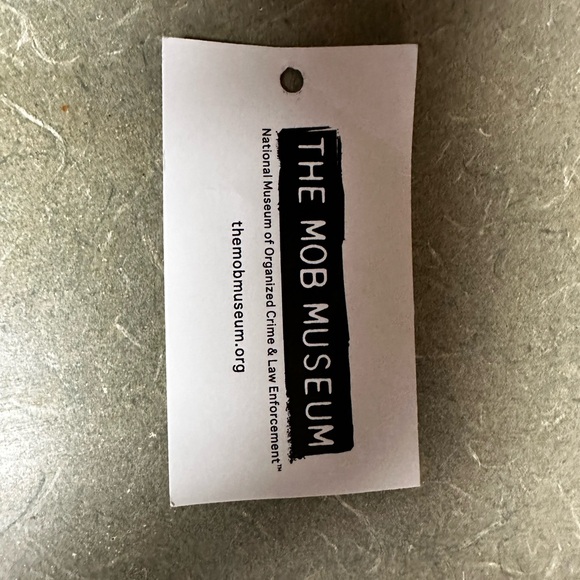 THE MOB MUSEUM
National Museum of Organized Crime & Law Enforcement™
themobmuseum.org